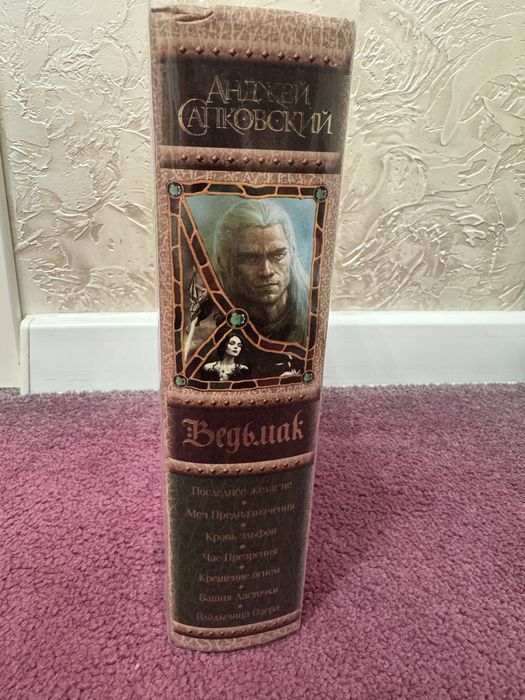 Анджей
Сапковский
Ведьмак
Последнее желание
Меч Предназначения
Кровь эльфов
Час Презрения
Крещение огнем
Башня Ласточки
Владычица Озера